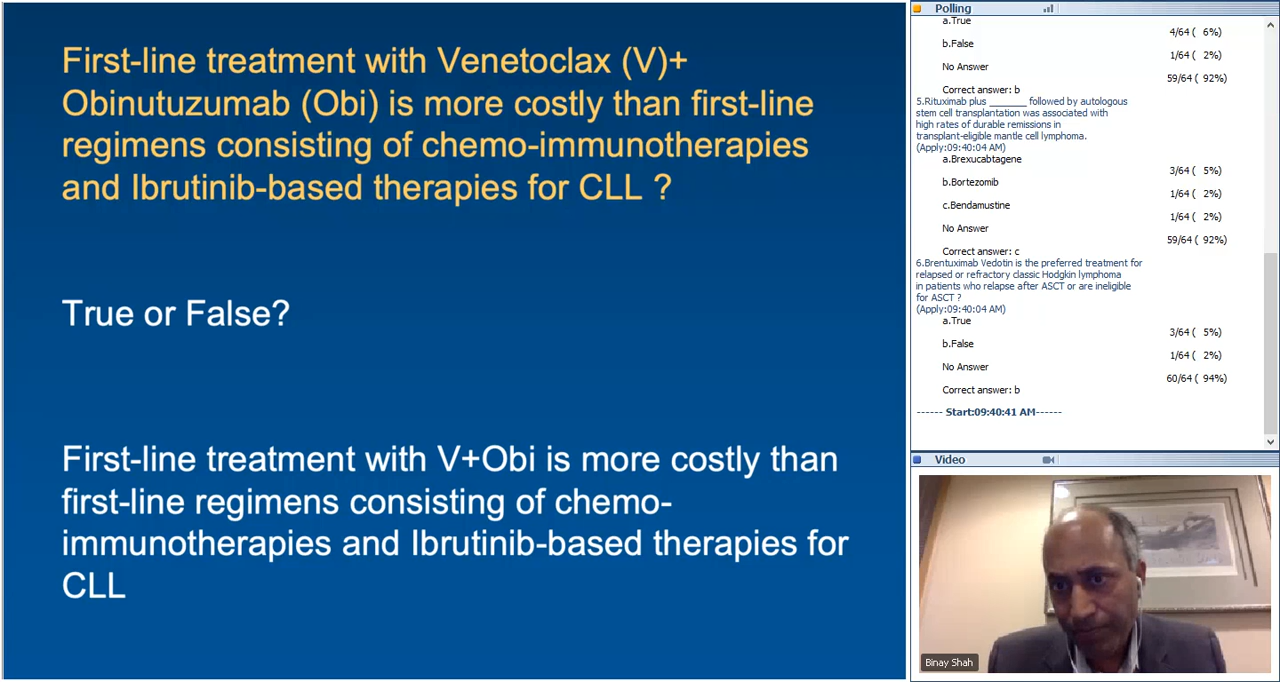 First-line treatment with Venetoclax (V)+
Obinutuzumab (Obi) is more costly than first-line
regimens consisting of chemo-immunotherapies
and Ibrutinib-based therapies for CLL ?
True or False?
First-line treatment with V+Obi is more costly than
first-line regimens consisting of chemo-
immunotherapies and Ibrutinib-based therapies for
CLL
Polling
a.True
4/64 ( 6%)
b.False
1/64 ( 2%)
No Answer
59/64 ( 92%)
Correct answer: b
5.Rituximab plus _______ followed by autologous
stem cell transplantation was associated with
high rates of durable remissions in
transplant-eligible mantle cell lymphoma.
(Apply:09:40:04 AM)
a.Brexucabtagene
3/64 ( 5%)
b.Bortezomib
1/64 ( 2%)
c.Bendamustine
1/64 ( 2%)
No Answer
59/64 ( 92%)
Correct answer: c
6.Brentuximab Vedotin is the preferred treatment for
relapsed or refractory classic Hodgkin lymphoma
in patients who relapse after ASCT or are ineligible
for ASCT ?
(Apply:09:40:04 AM)
a.True
3/64 ( 5%)
b.False
1/64 ( 2%)
No Answer
60/64 ( 94%)
Correct answer: b
------ Start:09:40:41 AM------
Video
Binay Shah